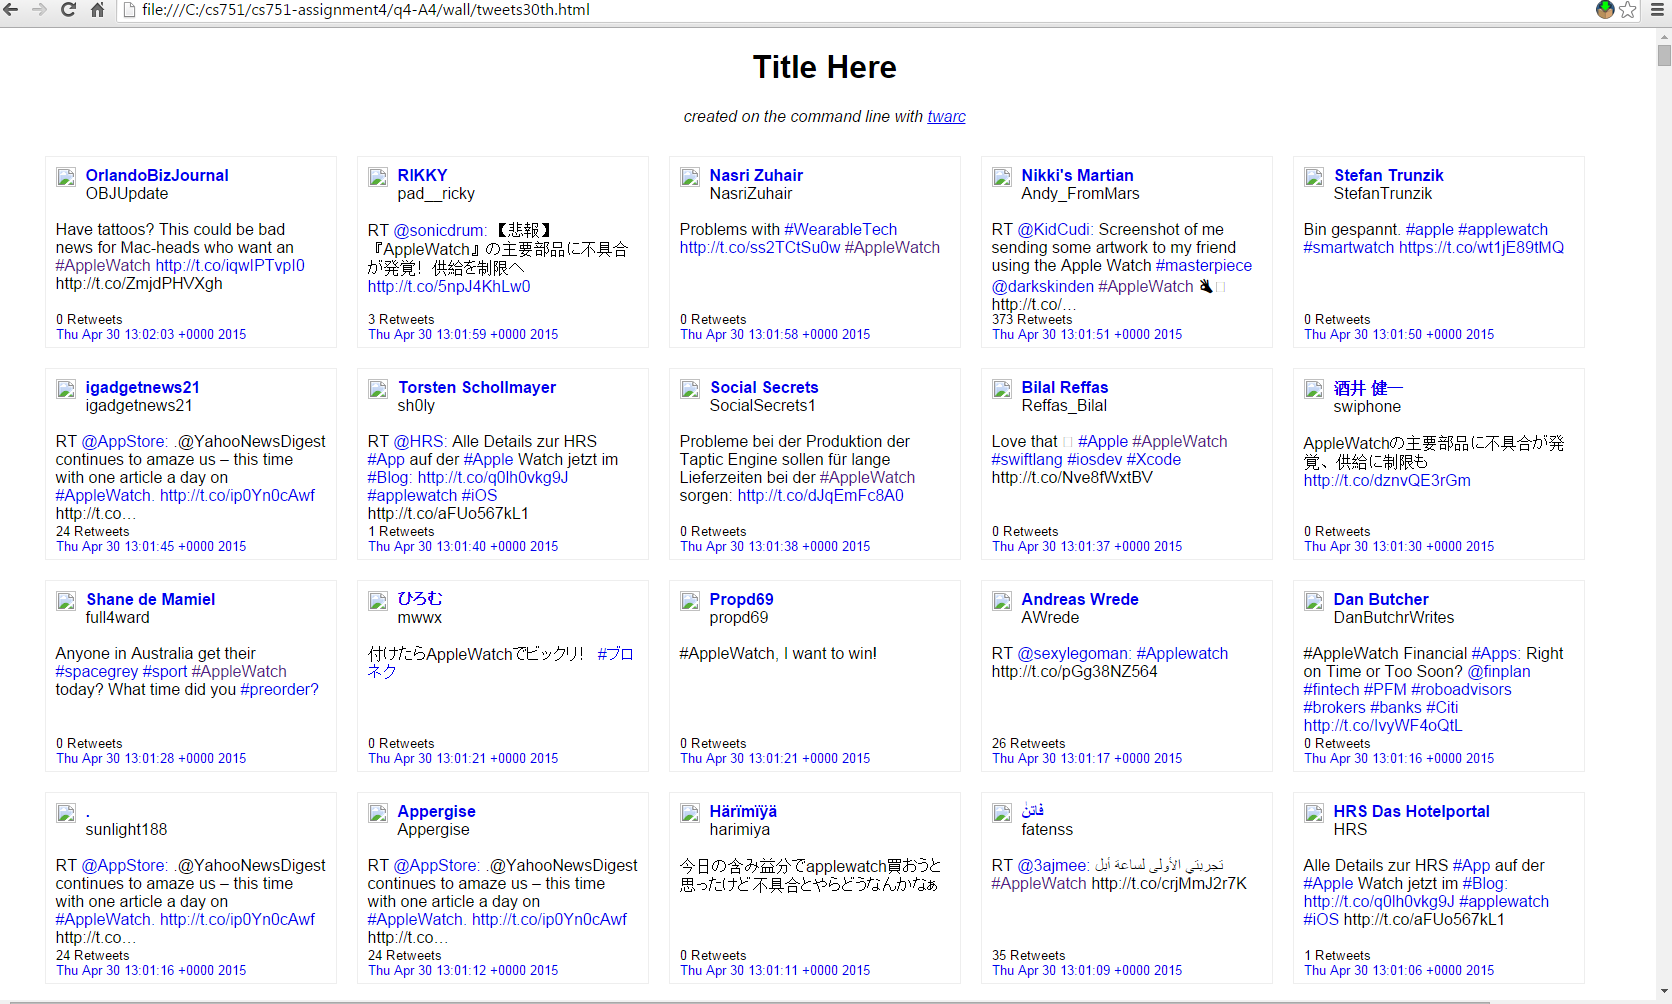 file:///C:/cs751/cs751-assignment4/q4-A4/wall/tweets30th.html
Title Here
created on the command line with twarc
OrlandoBizJournal
OBJUpdate
Have tattoos? This could be bad
news for Mac-heads who want an
#AppleWatch http://t.co/iqwIPTvpI0
http://t.co/ZmjdPHVXgh
0 Retweets
Thu Apr 30 13:02:03 +0000 2015
RIKKY
pad__ricky
RT @sonicdrum: 【悲報】
『AppleWatch』の主要部品に不具合
が発覚！供給を制限へ
http://t.co/5npJ4KhLw0
3 Retweets
Thu Apr 30 13:01:59 +0000 2015
Nasri Zuhair
NasriZuhair
Problems with #WearableTech
http://t.co/ss2TCtSu0w #AppleWatch
0 Retweets
Thu Apr 30 13:01:58 +0000 2015
Nikki's Martian
Andy_FromMars
RT @KidCudi: Screenshot of me
sending some artwork to my friend
using the Apple Watch #masterpiece
@darkskinden #AppleWatch
http://t.co/…
373 Retweets
Thu Apr 30 13:01:51 +0000 2015
Stefan Trunzik
StefanTrunzik
Bin gespannt. #apple #applewatch
#smartwatch https://t.co/wt1jE89tMQ
0 Retweets
Thu Apr 30 13:01:50 +0000 2015
igadgetnews21
igadgetnews21
RT @AppStore: .@YahooNewsDigest
continues to amaze us – this time
with one article a day on
#AppleWatch. http://t.co/ip0Yn0cAwf
http://t.co…
24 Retweets
Thu Apr 30 13:01:45 +0000 2015
Torsten Schollmayer
sh0ly
RT @HRS: Alle Details zur HRS
#App auf der #Apple Watch jetzt im
#Blog: http://t.co/q0lh0vkg9J
#applewatch #iOS
http://t.co/aFUo567kL1
1 Retweets
Thu Apr 30 13:01:40 +0000 2015
Social Secrets
SocialSecrets1
Probleme bei der Produktion der
Taptic Engine sollen für lange
Lieferzeiten bei der #AppleWatch
sorgen: http://t.co/dJqEmFc8A0
0 Retweets
Thu Apr 30 13:01:38 +0000 2015
Bilal Reffas
Reffas_Bilal
Love that #Apple #AppleWatch
#swiftlang #iosdev #Xcode
http://t.co/Nve8fWxtBV
0 Retweets
Thu Apr 30 13:01:37 +0000 2015
酒井 健一
swiphone
AppleWatchの主要部品に不具合が発
覚、供給に制限も
http://t.co/dznvQE3rGm
0 Retweets
Thu Apr 30 13:01:30 +0000 2015
Shane de Mamiel
full4ward
Anyone in Australia get their
#spacegrey #sport #AppleWatch
today? What time did you #preorder?
0 Retweets
Thu Apr 30 13:01:28 +0000 2015
ひろむ
mwwx
付けたらAppleWatchでビックリ！ #ブロ
ネク
0 Retweets
Thu Apr 30 13:01:21 +0000 2015
Propd69
propd69
#AppleWatch, I want to win!
0 Retweets
Thu Apr 30 13:01:21 +0000 2015
Andreas Wrede
AWrede
RT @sexylegoman: #Applewatch
http://t.co/pGg38NZ564
26 Retweets
Thu Apr 30 13:01:17 +0000 2015
Dan Butcher
DanButchrWrites
#AppleWatch Financial #Apps: Right
on Time or Too Soon? @finplan
#fintech #PFM #roboadvisors
#brokers #banks #Citi
http://t.co/IvyWF4oQtL
0 Retweets
Thu Apr 30 13:01:16 +0000 2015
.
sunlight188
RT @AppStore: .@YahooNewsDigest
continues to amaze us – this time
with one article a day on
#AppleWatch. http://t.co/ip0Yn0cAwf
http://t.co…
24 Retweets
Thu Apr 30 13:01:16 +0000 2015
Appergise
Appergise
RT @AppStore: .@YahooNewsDigest
continues to amaze us – this time
with one article a day on
#AppleWatch. http://t.co/ip0Yn0cAwf
http://t.co…
24 Retweets
Thu Apr 30 13:01:12 +0000 2015
Härïmïÿä
harimiya
今日の含み益分でapplewatch買おうと
思ったけど不具合とやらどうなんかなぁ
0 Retweets
Thu Apr 30 13:01:11 +0000 2015
فاتنْ
fatenss
RT @3ajmee: تجربتي الأولى لساعة أبل
#AppleWatch http://t.co/crjMmJ2r7K
35 Retweets
Thu Apr 30 13:01:09 +0000 2015
HRS Das Hotelportal
HRS
Alle Details zur HRS #App auf der
#Apple Watch jetzt im #Blog:
http://t.co/q0lh0vkg9J #applewatch
#iOS http://t.co/aFUo567kL1
1 Retweets
Thu Apr 30 13:01:06 +0000 2015